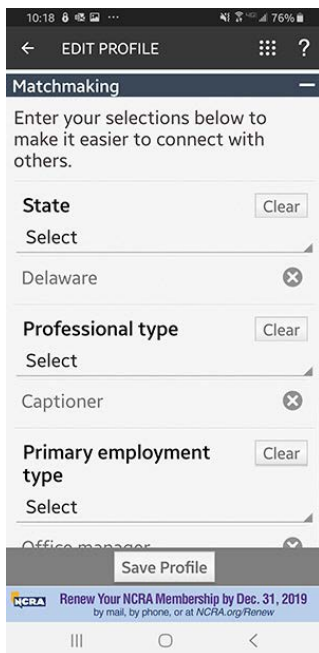 10:18
76%
EDIT PROFILE
?
Matchmaking
Enter your selections below to
make it easier to connect with
others.
State
Clear
Select
Delaware
Professional type
Clear
Select
Captioner
Primary employment
type
Clear
Select
Office manager
Save Profile
NCRA
Renew Your NCRA Membership by Dec. 31, 2019
by mail, by phone, or at NCRA.org/Renew